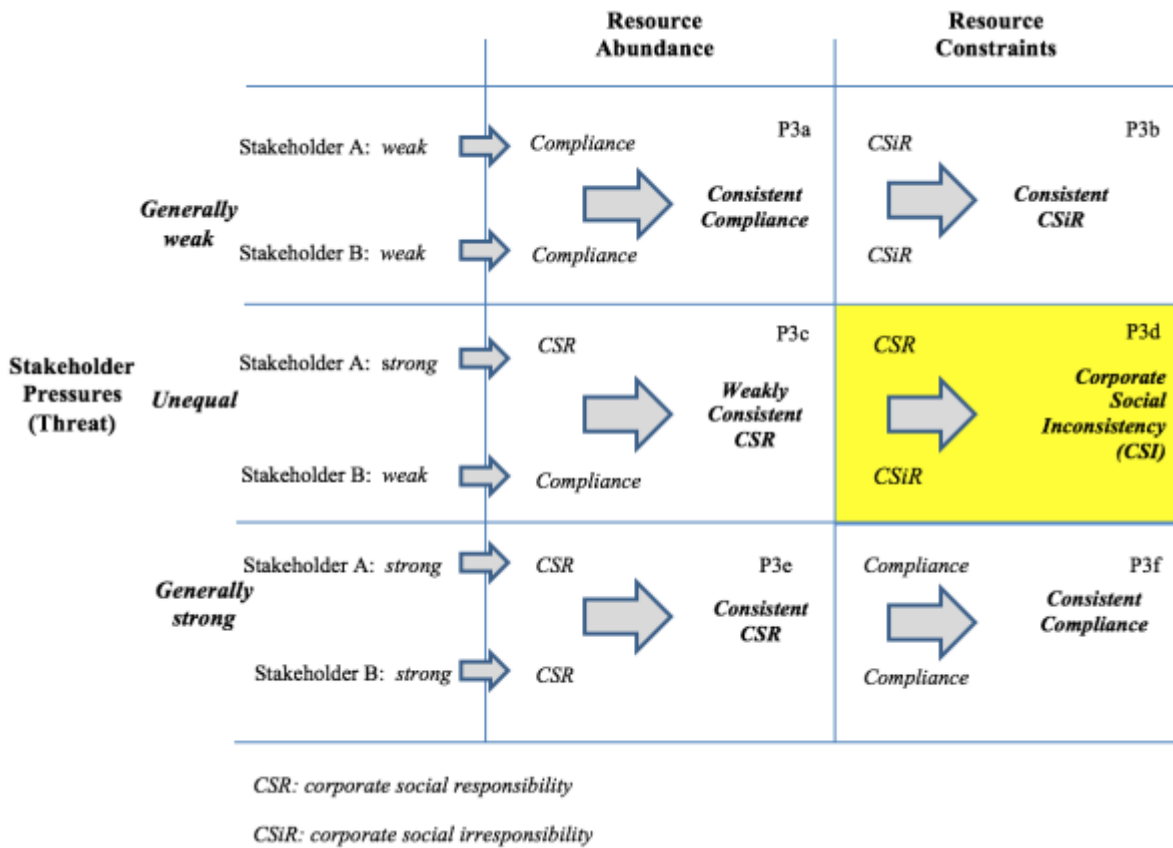 Resource
Abundance
Resource
Constraints
Stakeholder
Pressures
(Threat)
Generally
weak
Stakeholder A: weak
Stakeholder B: weak
Compliance
Compliance
P3a
Consistent
Compliance
CSiR
CSiR
P3b
Consistent
CSiR
Unequal
Stakeholder A: strong
Stakeholder B: weak
CSR
Compliance
P3c
Weakly
Consistent
CSR
CSR
CSiR
P3d
Corporate
Social
Inconsistency
(CSI)
Generally
strong
Stakeholder A: strong
Stakeholder B: strong
CSR
CSR
P3e
Consistent
CSR
Compliance
Compliance
P3f
Consistent
Compliance
CSR: corporate social responsibility
CSiR: corporate social irresponsibility